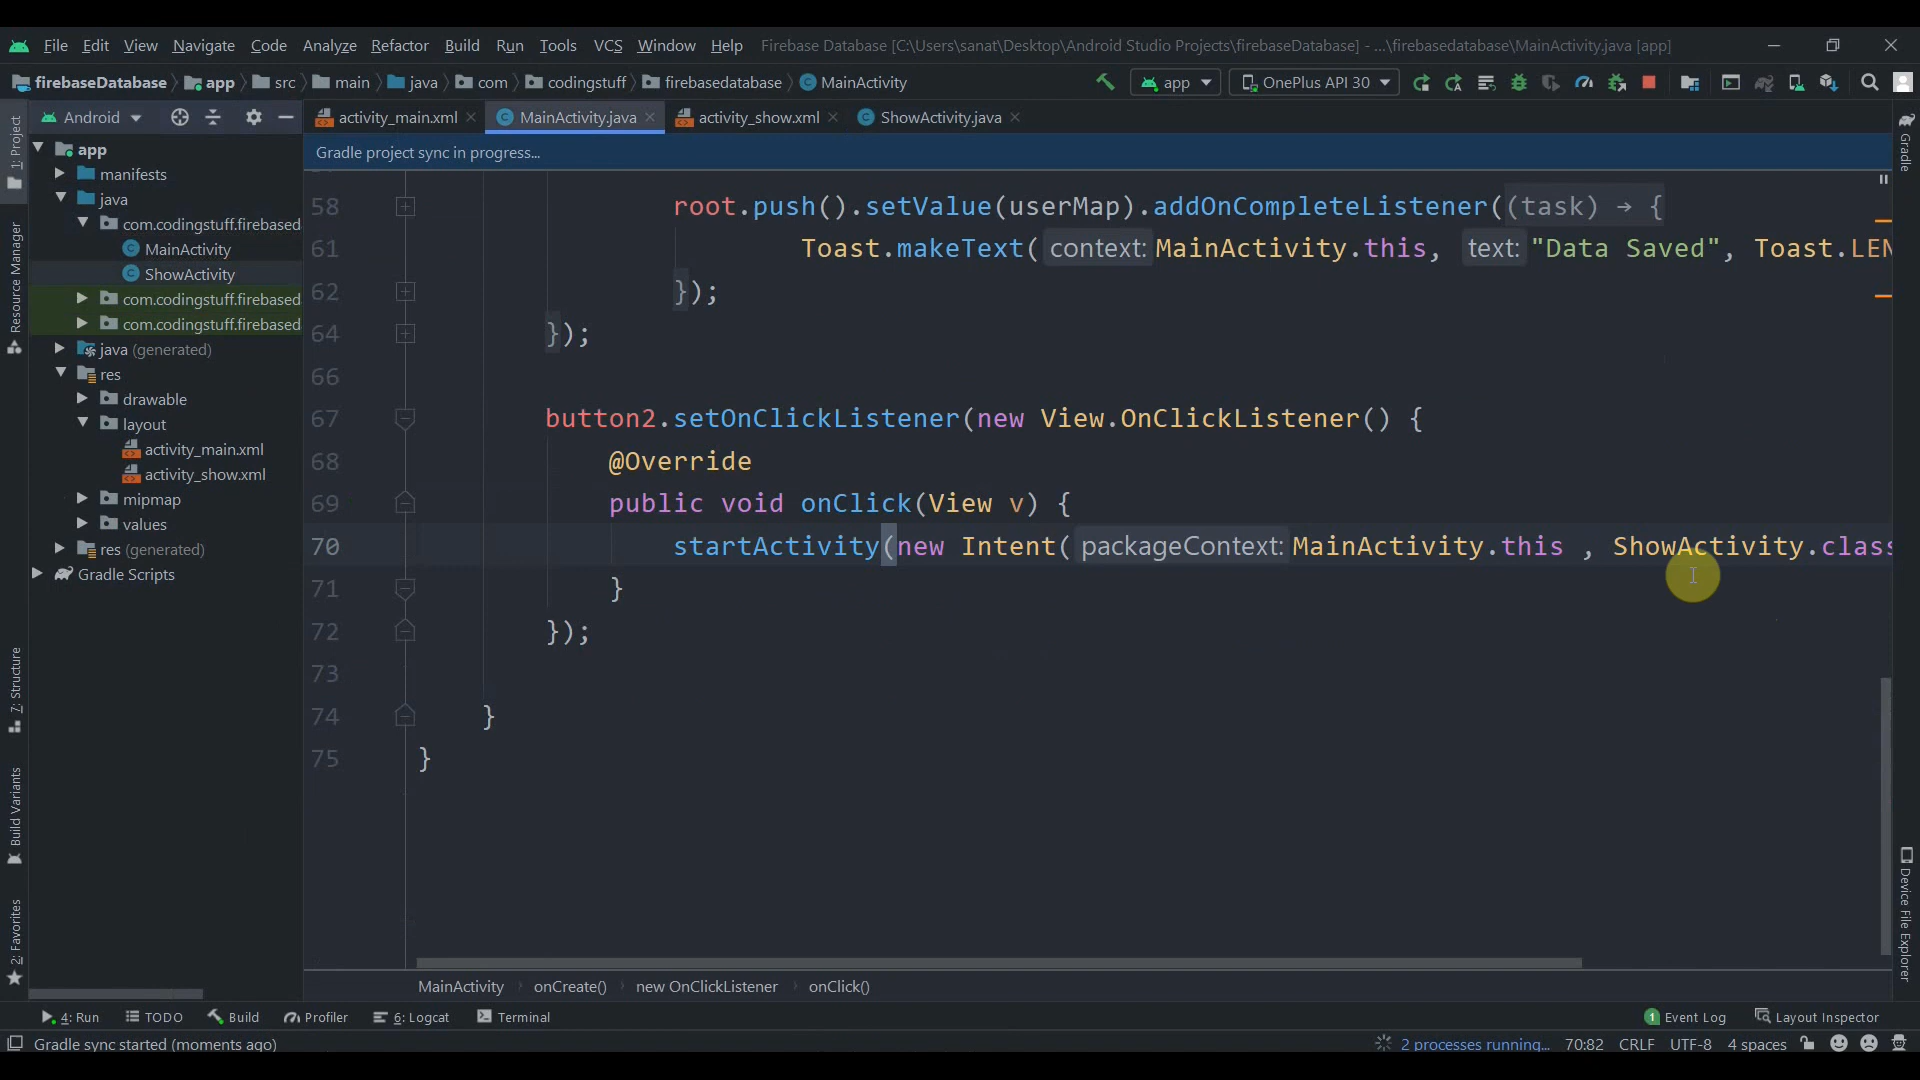 File Edit View Navigate Code Analyze Refactor Build Run Tools VCS Window Help Firebase Database [C:\Users\sanat\Desktop\Android Studio Projects\firebaseDatabase] - ...\firebasedatabase\MainActivity.java [app]
firebaseDatabase app src main java com codingstuff firebasedatabase MainActivity app OnePlus API 30
Android activity_main.xml MainActivity.java activity_show.xml ShowActivity.java
Gradle project sync in progress...
1: Project
Resource Manager
7: Structure
Build Variants
2: Favorites
app
manifests
java
com.codingstuff.firebased
MainActivity
ShowActivity
com.codingstuff.firebased
com.codingstuff.firebased
java (generated)
res
drawable
layout
activity_main.xml
activity_show.xml
mipmap
values
res (generated)
Gradle Scripts
58 root.push().setValue(userMap).addOnCompleteListener((task) → {
61 Toast.makeText( context: MainActivity.this, text: "Data Saved", Toast.LEN
62 });
64 });
66
67 button2.setOnClickListener(new View.OnClickListener() {
68 @Override
69 public void onClick(View v) {
70 startActivity(new Intent( packageContext: MainActivity.this , ShowActivity.class
71 }
72 });
73
74 }
75 }
Gradle
Device File Explorer
MainActivity onCreate() new OnClickListener onClick()
4: Run TODO Build Profiler 6: Logcat Terminal 1 Event Log Layout Inspector
Gradle sync started (moments ago) 2 processes running... 70:82 CRLF UTF-8 4 spaces